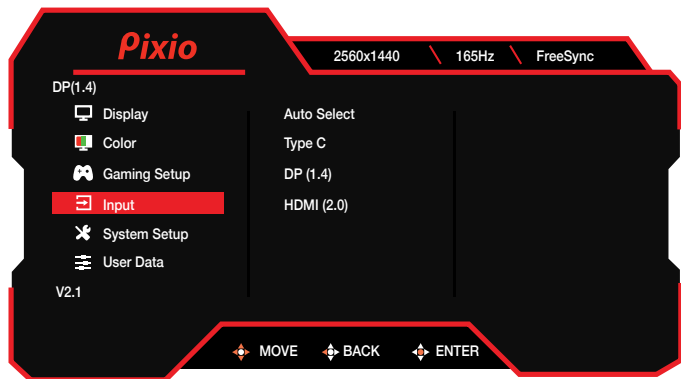 Pixio
2560x1440 165Hz FreeSync
DP(1.4)
Display
Color
Gaming Setup
Input
System Setup
User Data
V2.1
Auto Select
Type C
DP (1.4)
HDMI (2.0)
MOVE BACK ENTER